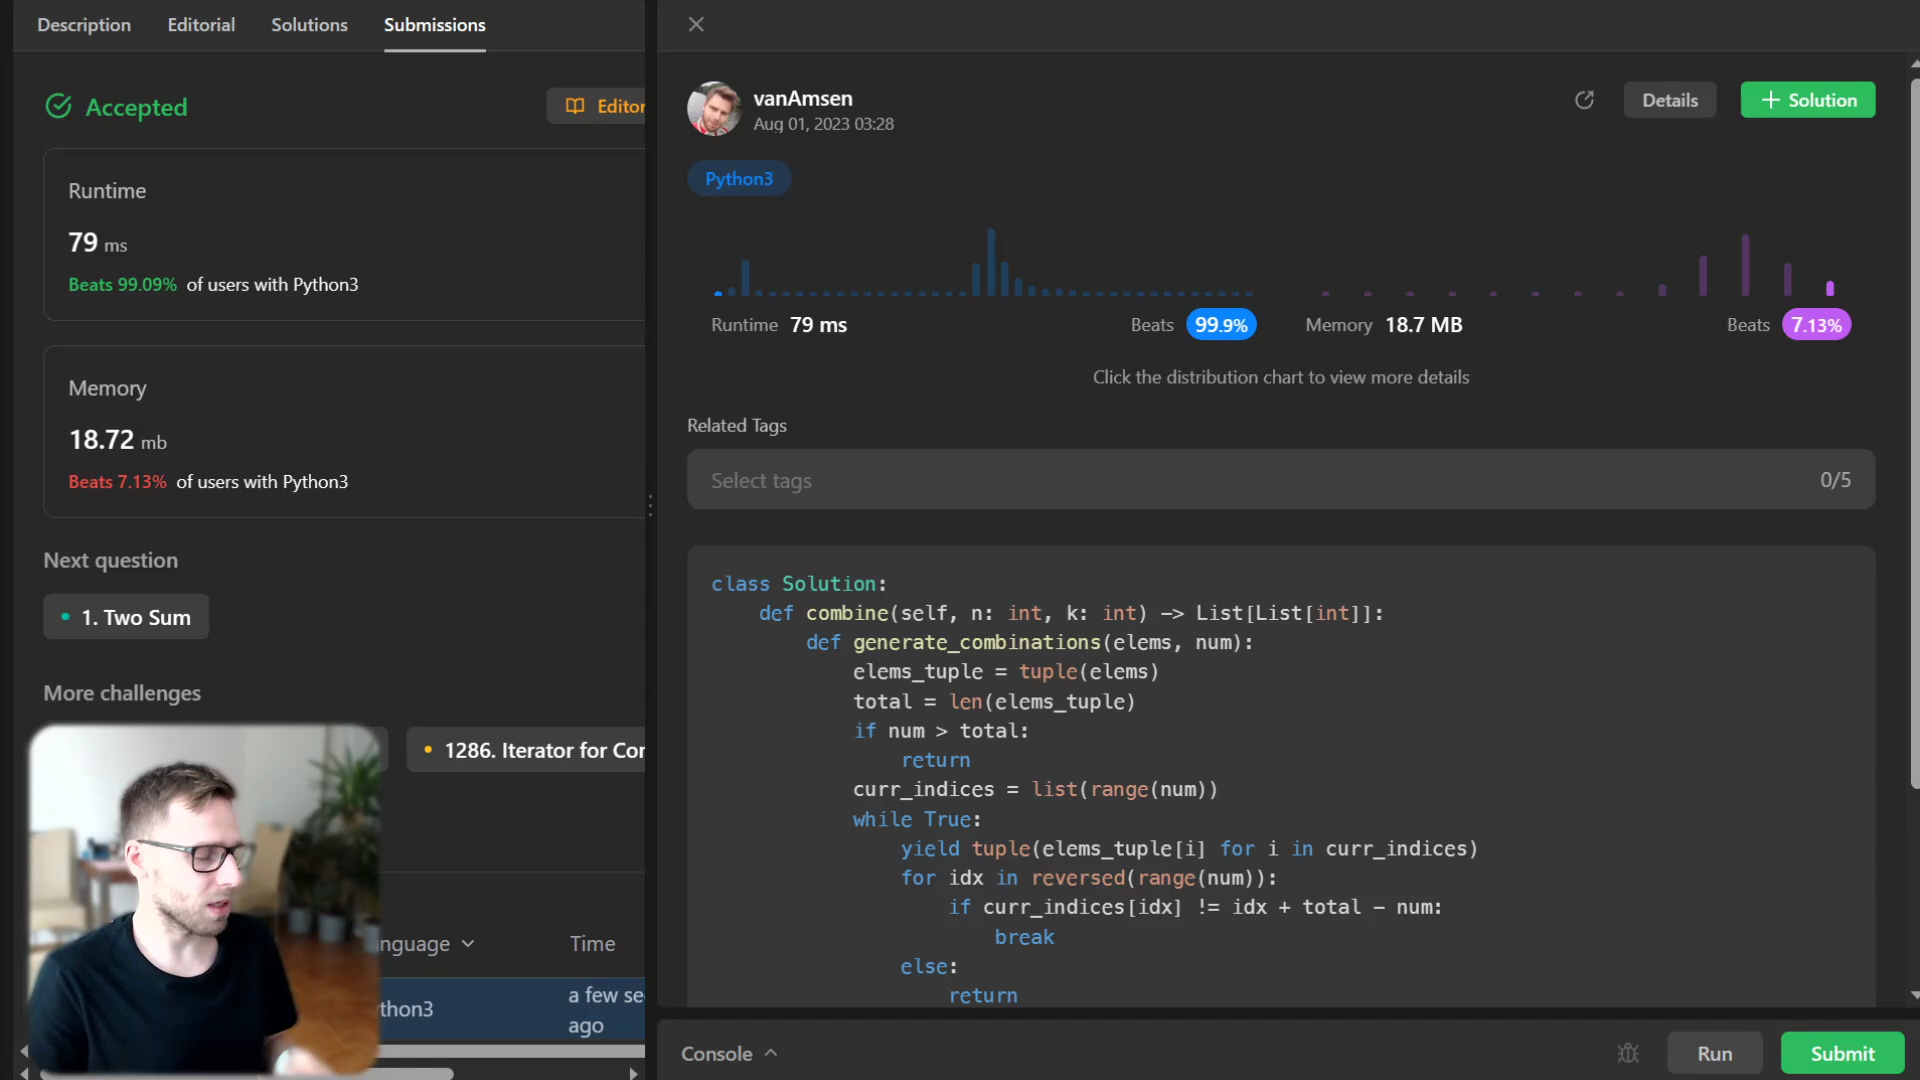 Description Editorial Solutions Submissions
Accepted
Editor
Runtime
79 ms
Beats 99.09% of users with Python3
Memory
18.72 mb
Beats 7.13% of users with Python3
Next question
1. Two Sum
More challenges
1286. Iterator for Cor
nguage Time
thon3
a few se
ago
vanAmsen
Aug 01, 2023 03:28
Details
Solution
Python3
Runtime 79 ms
Beats 99.9%
Memory 18.7 MB
Beats 7.13%
Click the distribution chart to view more details
Related Tags
Select tags 0/5
class Solution:
def combine(self, n: int, k: int) -> List[List[int]]:
def generate_combinations(elems, num):
elems_tuple = tuple(elems)
total = len(elems_tuple)
if num > total:
return
curr_indices = list(range(num))
while True:
yield tuple(elems_tuple[i] for i in curr_indices)
for idx in reversed(range(num)):
if curr_indices[idx] != idx + total - num:
break
else:
return
Console
Run
Submit